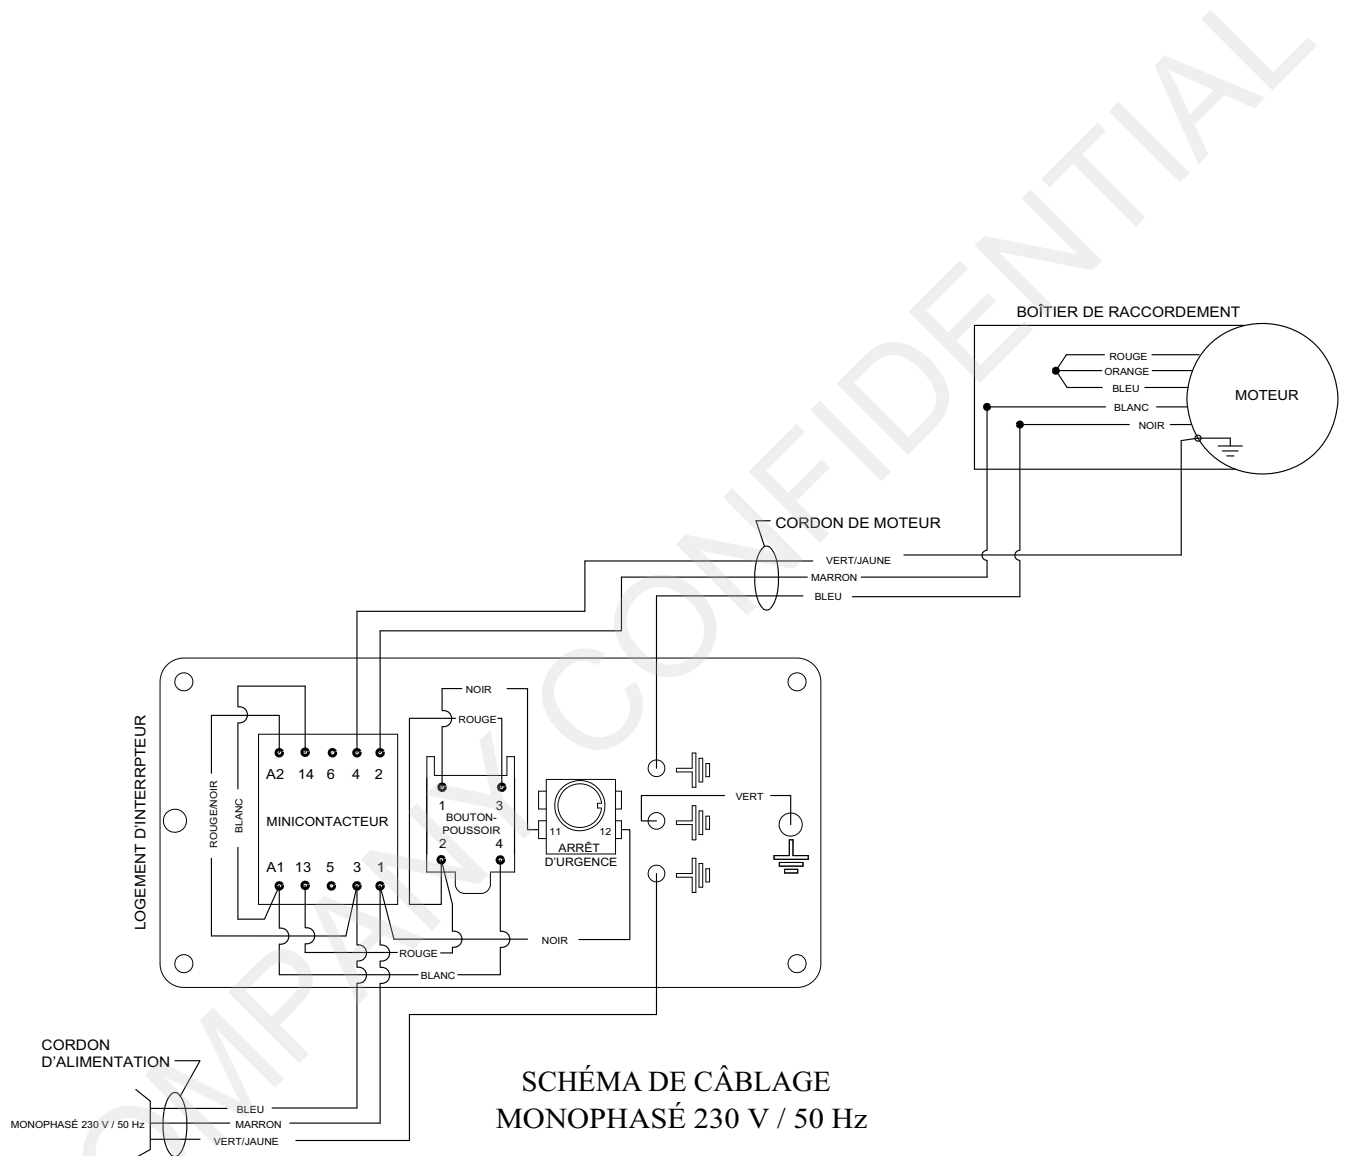 COMPANY CONFIDENTIAL
BOÎTIER DE RACCORDEMENT
ROUGE
ORANGE
BLEU
BLANC
NOIR
MOTEUR
CORDON DE MOTEUR
VERT/JAUNE
MARRON
BLEU
LOGEMENT D'INTERRPTEUR
ROUGE/NOIR
BLANC
A2 14 6 4 2
MINICONTACTEUR
A1 13 5 3 1
NOIR
ROUGE
1 3
BOUTON-
POUSSOIR
2 4
11 12
ARRÊT
D'URGENCE
VERT
NOIR
ROUGE
BLANC
CORDON
D'ALIMENTATION
MONOPHASÉ 230 V / 50 Hz
BLEU
MARRON
VERT/JAUNE
SCHÉMA DE CÂBLAGE
MONOPHASÉ 230 V / 50 Hz